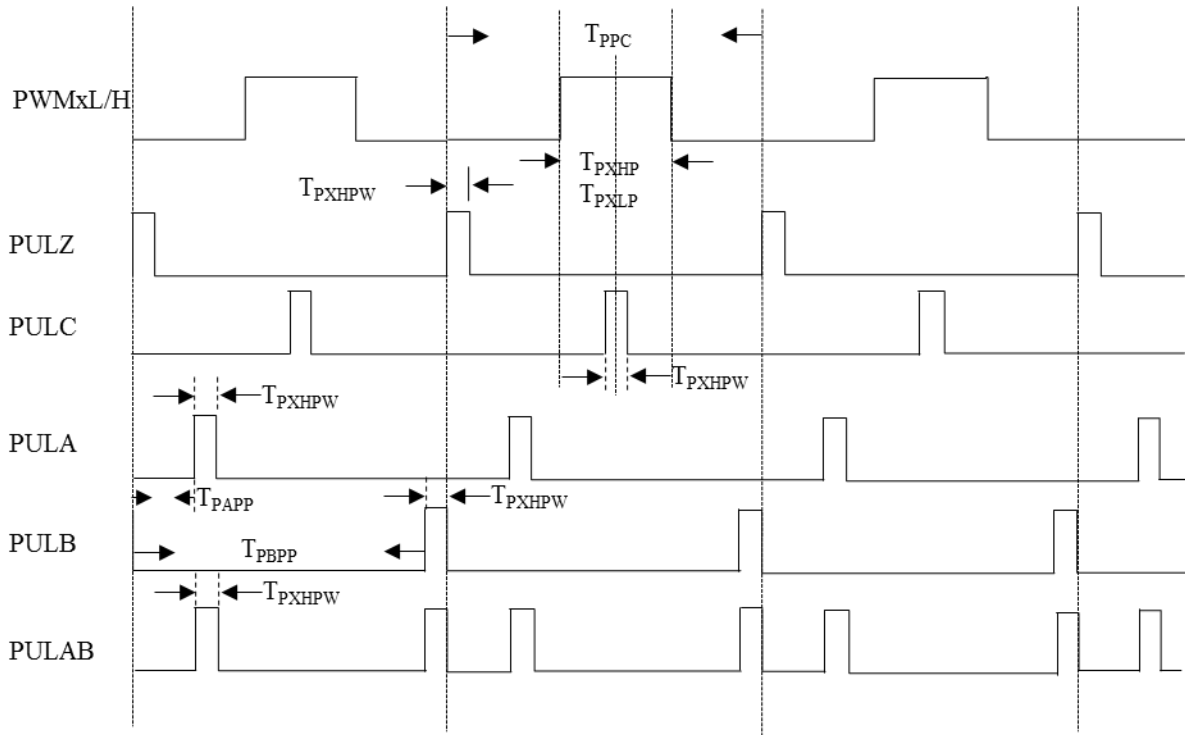 T_PPC
PWMxL/H
T_PXHPW
T_PXHP
T_PXLP
PULZ
PULC
T_PXHPW
T_PXHPW
PULA
T_PAPP
T_PXHPW
PULB
T_PBPP
T_PXHPW
PULAB